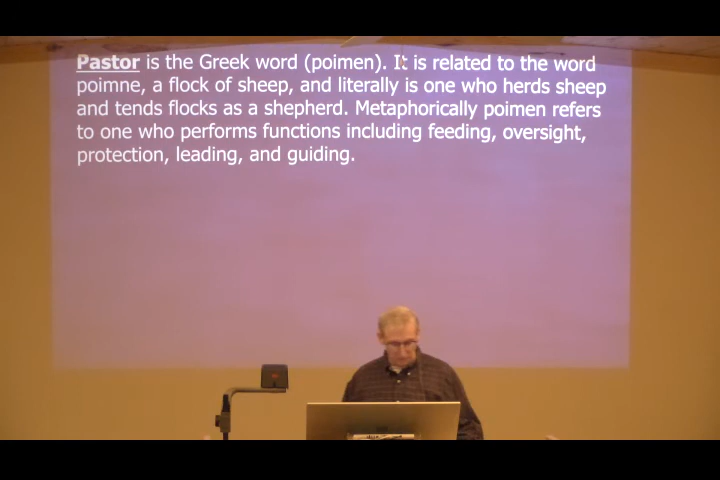 Pastor is the Greek word (poimen). It is related to the word
poimne, a flock of sheep, and literally is one who herds sheep
and tends flocks as a shepherd. Metaphorically poimen refers
to one who performs functions including feeding, oversight,
protection, leading, and guiding.